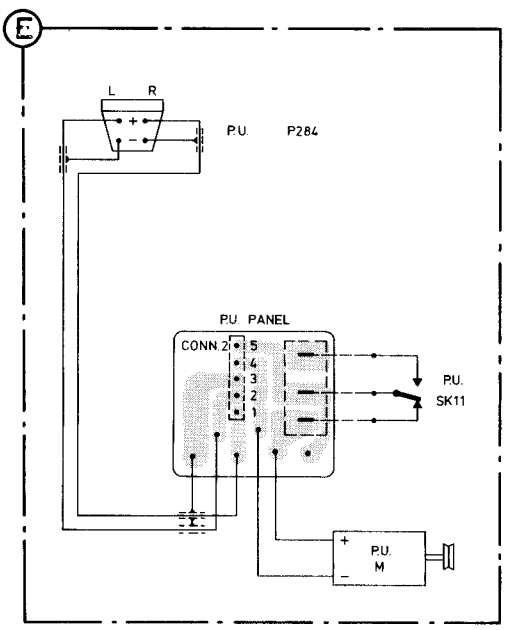 E
L R
+
-
P.U. P284
P.U. PANEL
CONN.2 5
4
3
2
1
P.U.
SK11
+
P.U.
M
-